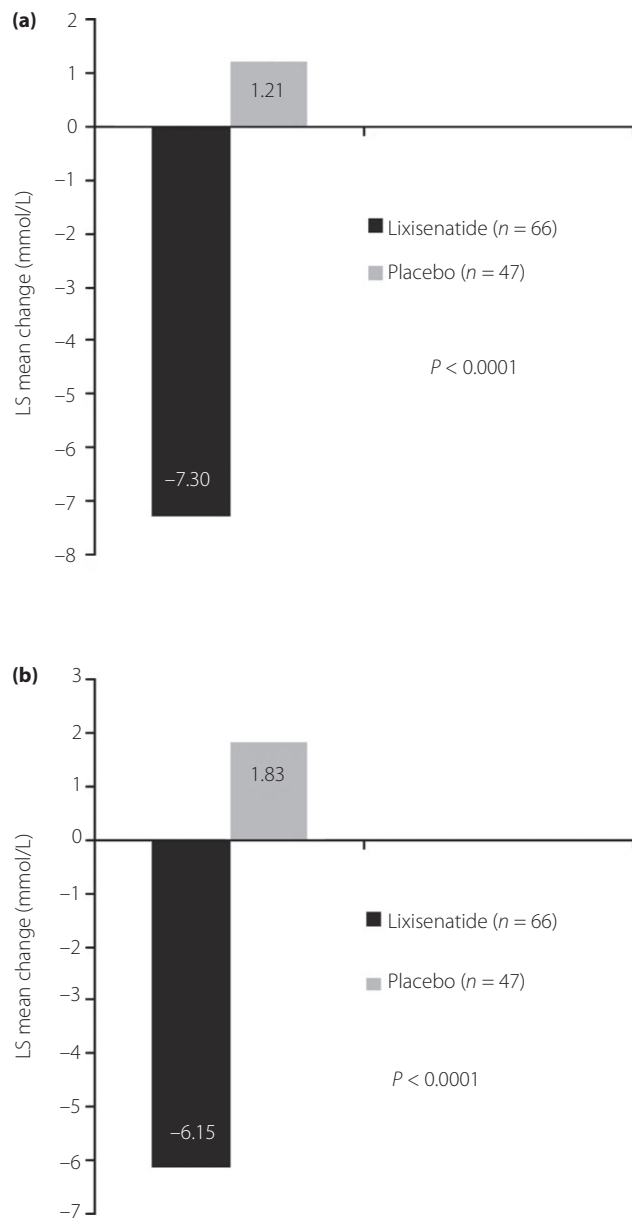 (a)
2
1
0
−1
−2
−3
−4
−5
−6
−7
−8
LS mean change (mmol/L)
1.21
−7.30
Lixisenatide (n = 66)
Placebo (n = 47)
P < 0.0001
(b)
3
2
1
0
−1
−2
−3
−4
−5
−6
−7
LS mean change (mmol/L)
1.83
−6.15
Lixisenatide (n = 66)
Placebo (n = 47)
P < 0.0001